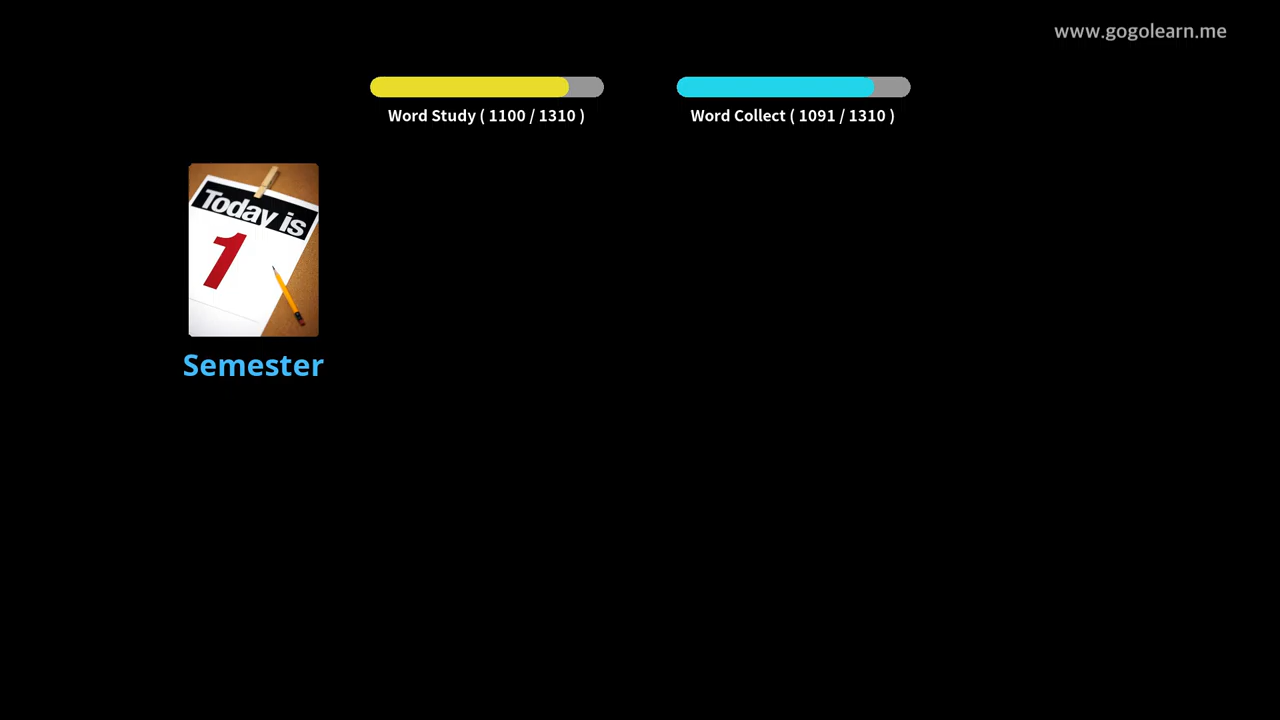 www.gogolearn.me
Word Study ( 1100 / 1310 )
Word Collect ( 1091 / 1310 )
Today is
1
Semester